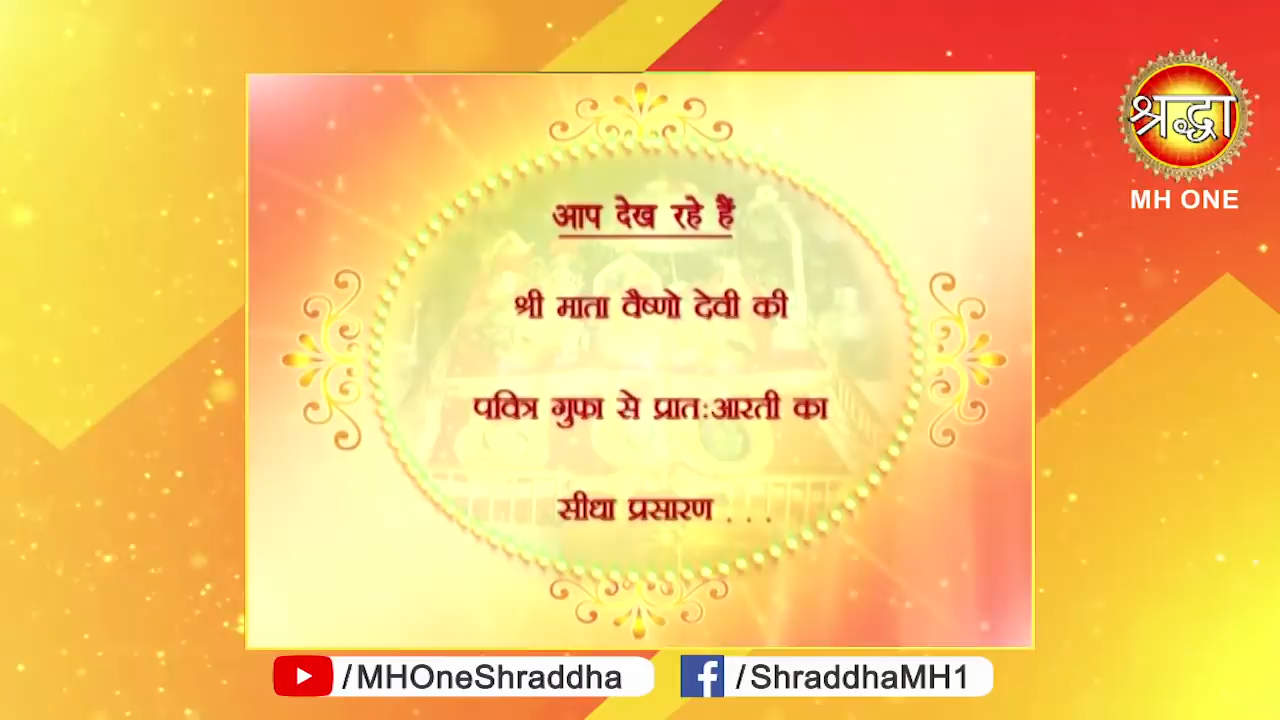 श्रद्धा
MH ONE
आप देख रहे हैं
श्री माता वैष्णो देवी की
पवित्र गुफा से प्रातःआरती का
सीधा प्रसारण . . .
/MHOneShraddha
/ShraddhaMH1